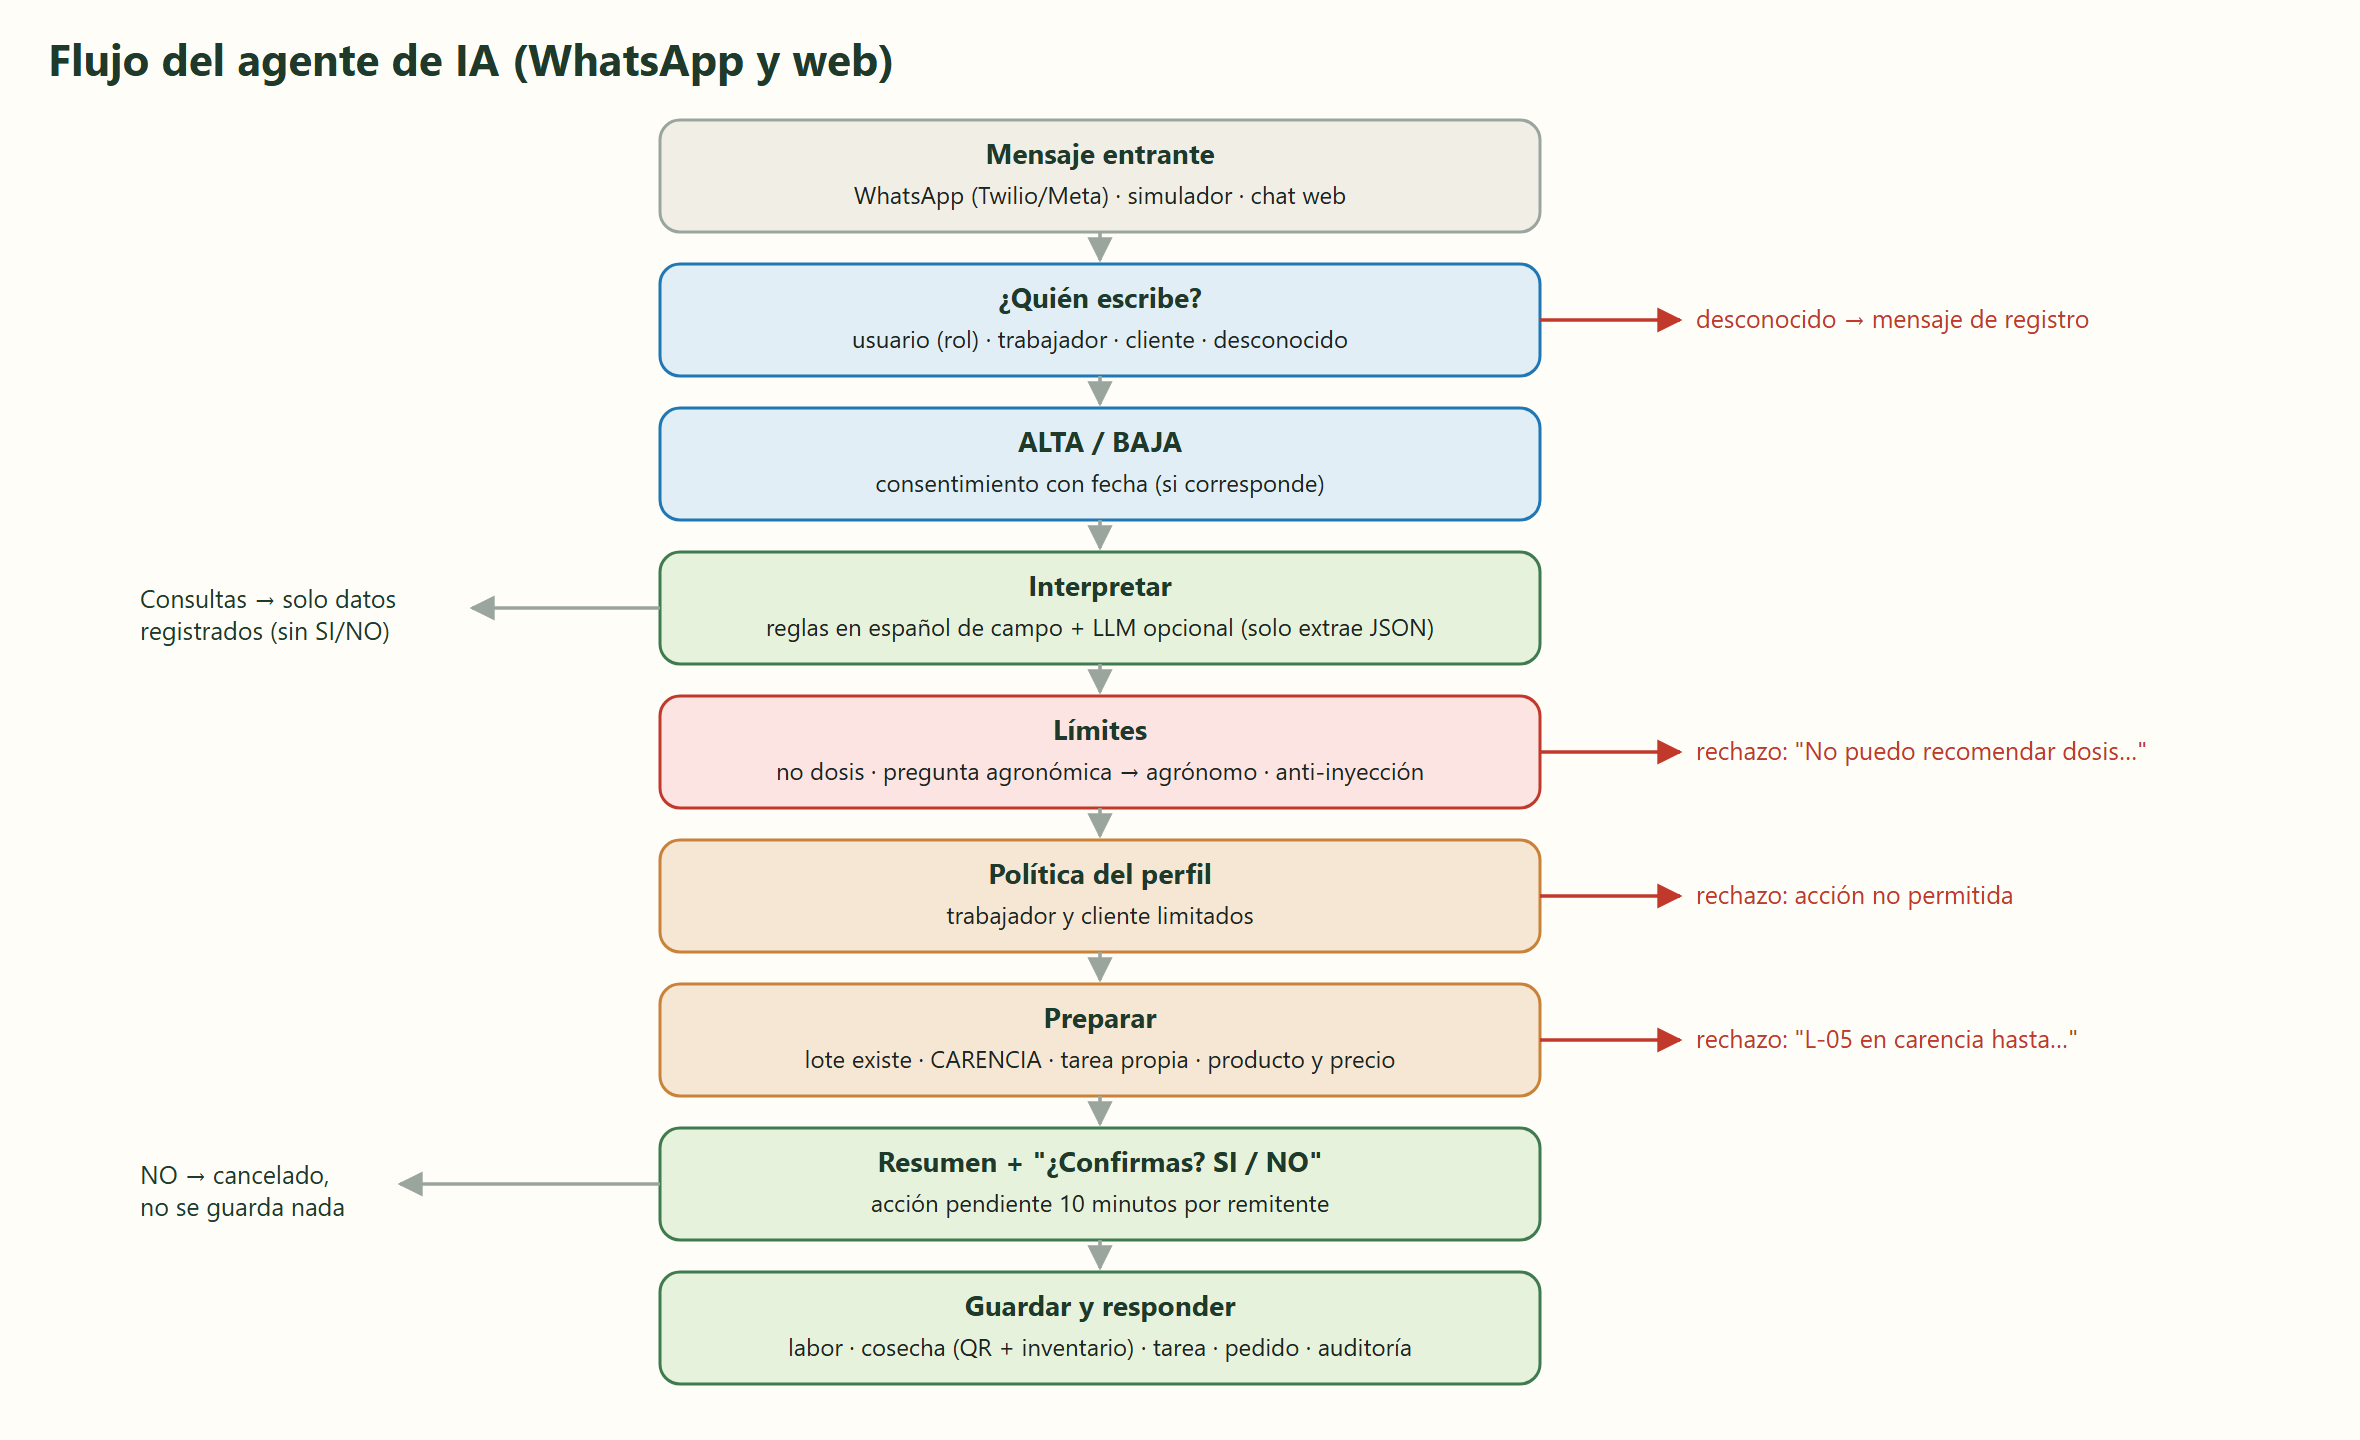 Flujo del agente de IA (WhatsApp y web)
Mensaje entrante
WhatsApp (Twilio/Meta) · simulador · chat web
¿Quién escribe?
usuario (rol) · trabajador · cliente · desconocido
desconocido → mensaje de registro
ALTA / BAJA
consentimiento con fecha (si corresponde)
Interpretar
reglas en español de campo + LLM opcional (solo extrae JSON)
Consultas → solo datos
registrados (sin SI/NO)
Límites
no dosis · pregunta agronómica → agrónomo · anti-inyección
rechazo: "No puedo recomendar dosis..."
Política del perfil
trabajador y cliente limitados
rechazo: acción no permitida
Preparar
lote existe · CARENCIA · tarea propia · producto y precio
rechazo: "L-05 en carencia hasta..."
Resumen + "¿Confirmas? SI / NO"
acción pendiente 10 minutos por remitente
NO → cancelado,
no se guarda nada
Guardar y responder
labor · cosecha (QR + inventario) · tarea · pedido · auditoría